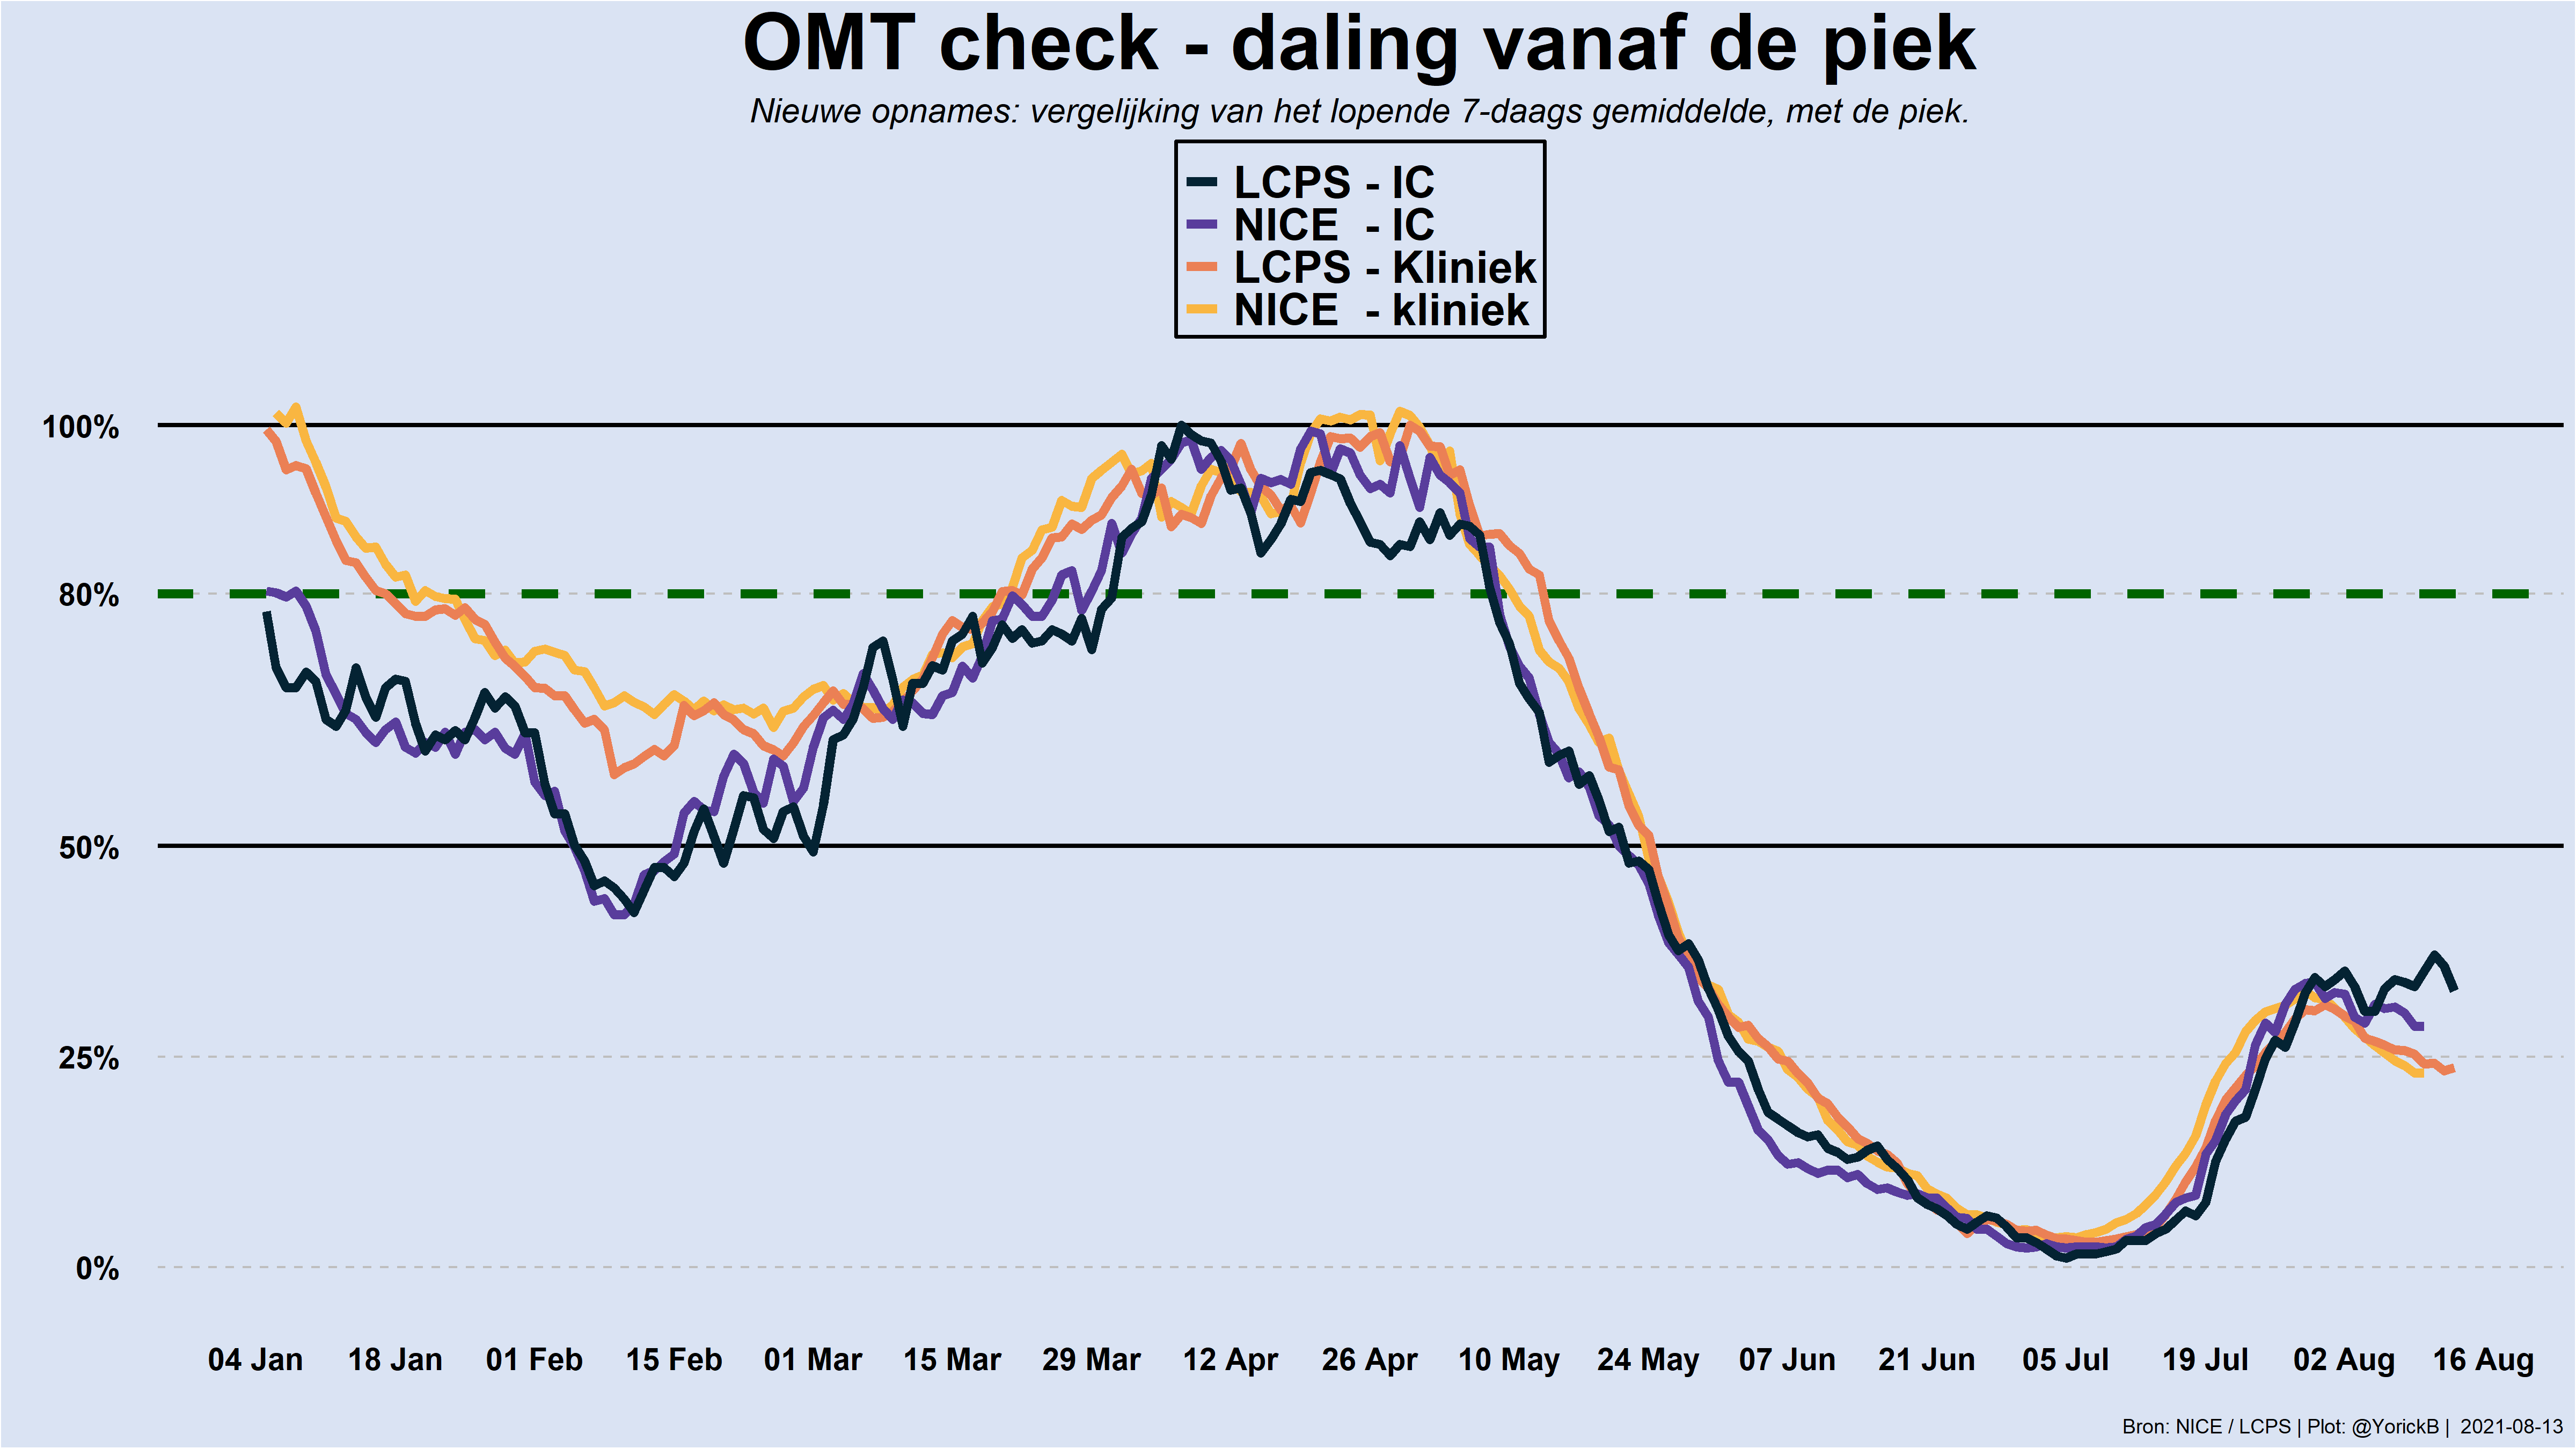 OMT check - daling vanaf de piek
Nieuwe opnames: vergelijking van het lopende 7-daags gemiddelde, met de piek.
LCPS - IC
NICE - IC
LCPS - Kliniek
NICE - kliniek
100%
80%
50%
25%
0%
04 Jan 18 Jan 01 Feb 15 Feb 01 Mar 15 Mar 29 Mar 12 Apr 26 Apr 10 May 24 May 07 Jun 21 Jun 05 Jul 19 Jul 02 Aug 16 Aug
Bron: NICE / LCPS | Plot: @YorickB | 2021-08-13